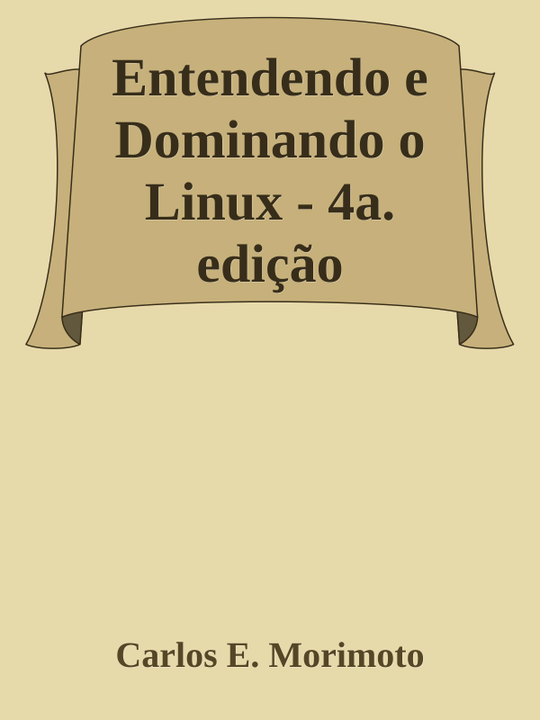 Entendendo e
Dominando o
Linux - 4a.
edição
Carlos E. Morimoto